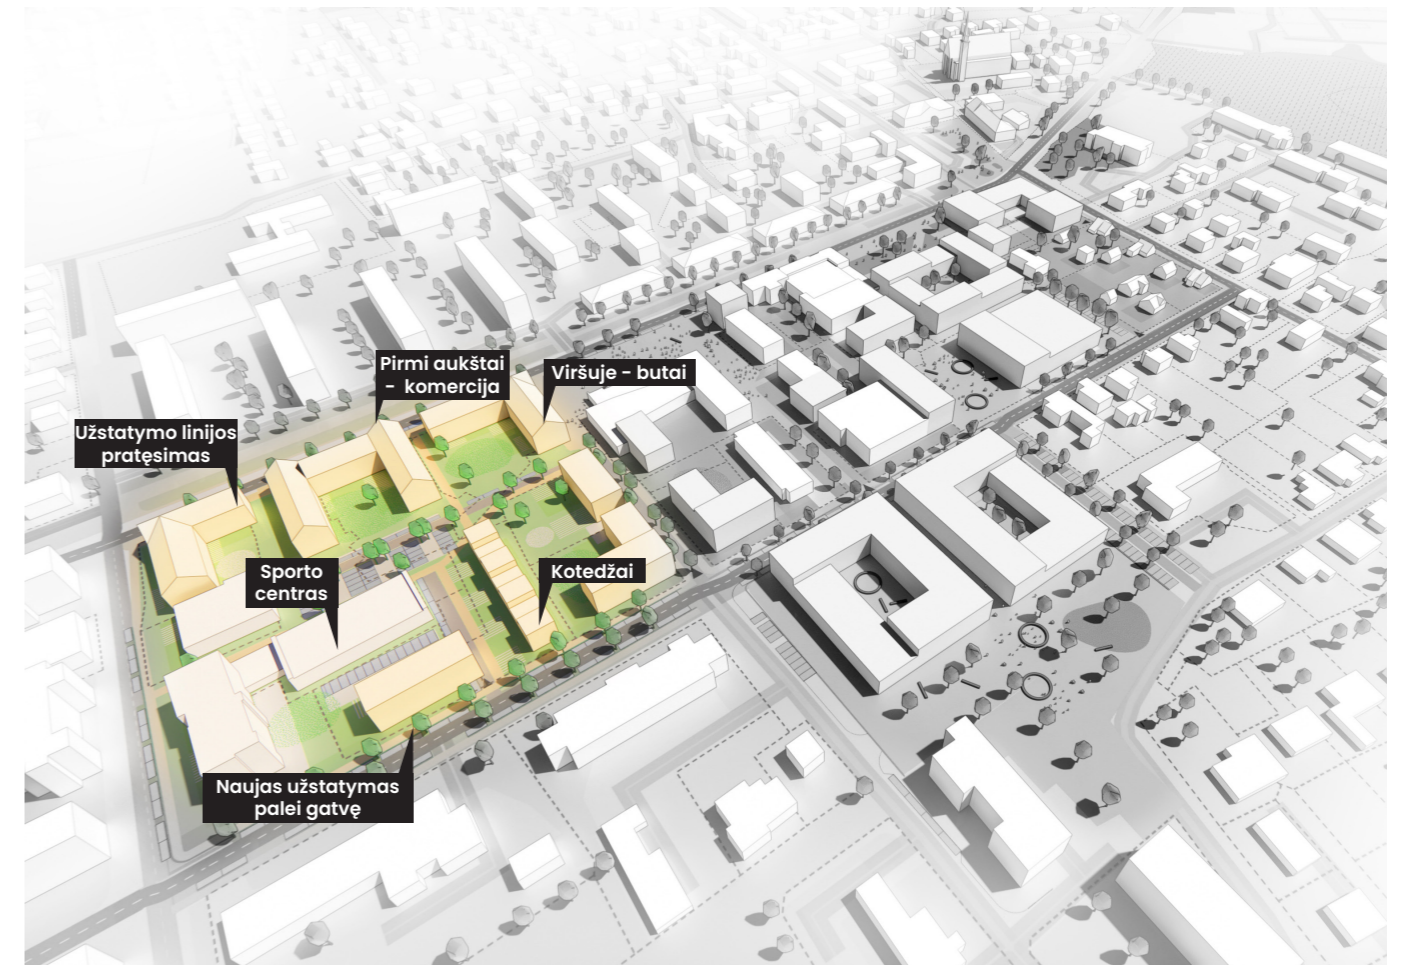 Pirmi aukštai
- komercija
Viršuje - butai
Užstatymo linijos
pratęsimas
Sporto
centras
Kotedžai
Naujas užstatymas
palei gatvę